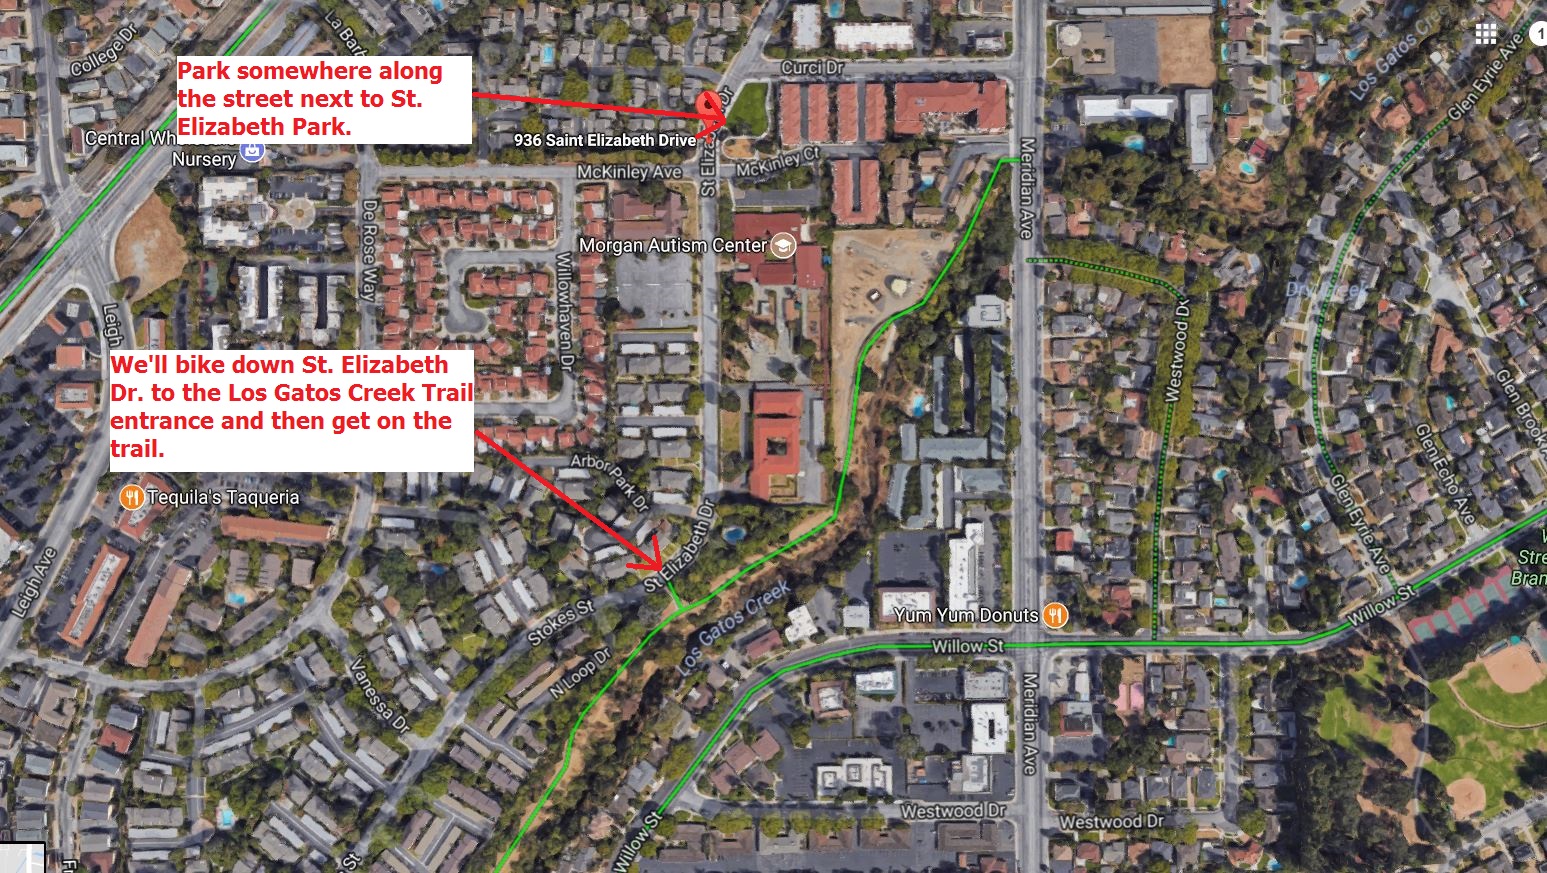 College Dr
La Bar
Park somewhere along
the street next to St.
Elizabeth Park.
Central Wh
Nursery
936 Saint Elizabeth Drive
Curci Dr
McKinley Ave
McKinley Ct
St Eliza
Dr
Meridian Ave
Los Gatos Cree
Glen Eyrie Ave
1
De Rose Way
Willowhaven Dr
Morgan Autism Center
Leigh
Dry Creek
Westwood Dr
Glen Brook A
We'll bike down St. Elizabeth
Dr. to the Los Gatos Creek Trail
entrance and then get on the
trail.
Tequila's Taqueria
Arbor Park Dr
St Elizabeth Dr
Glen Echo Ave
Glen Eyrie Ave
Leigh Ave
Stokes St
N Loop Dr
Los Gatos Creek
Yum Yum Donuts
Willow St
Willow St
W
Stre
Bran
Vanessa Dr
Meridian Ave
Willow St
Westwood Dr
Westwood Dr
St